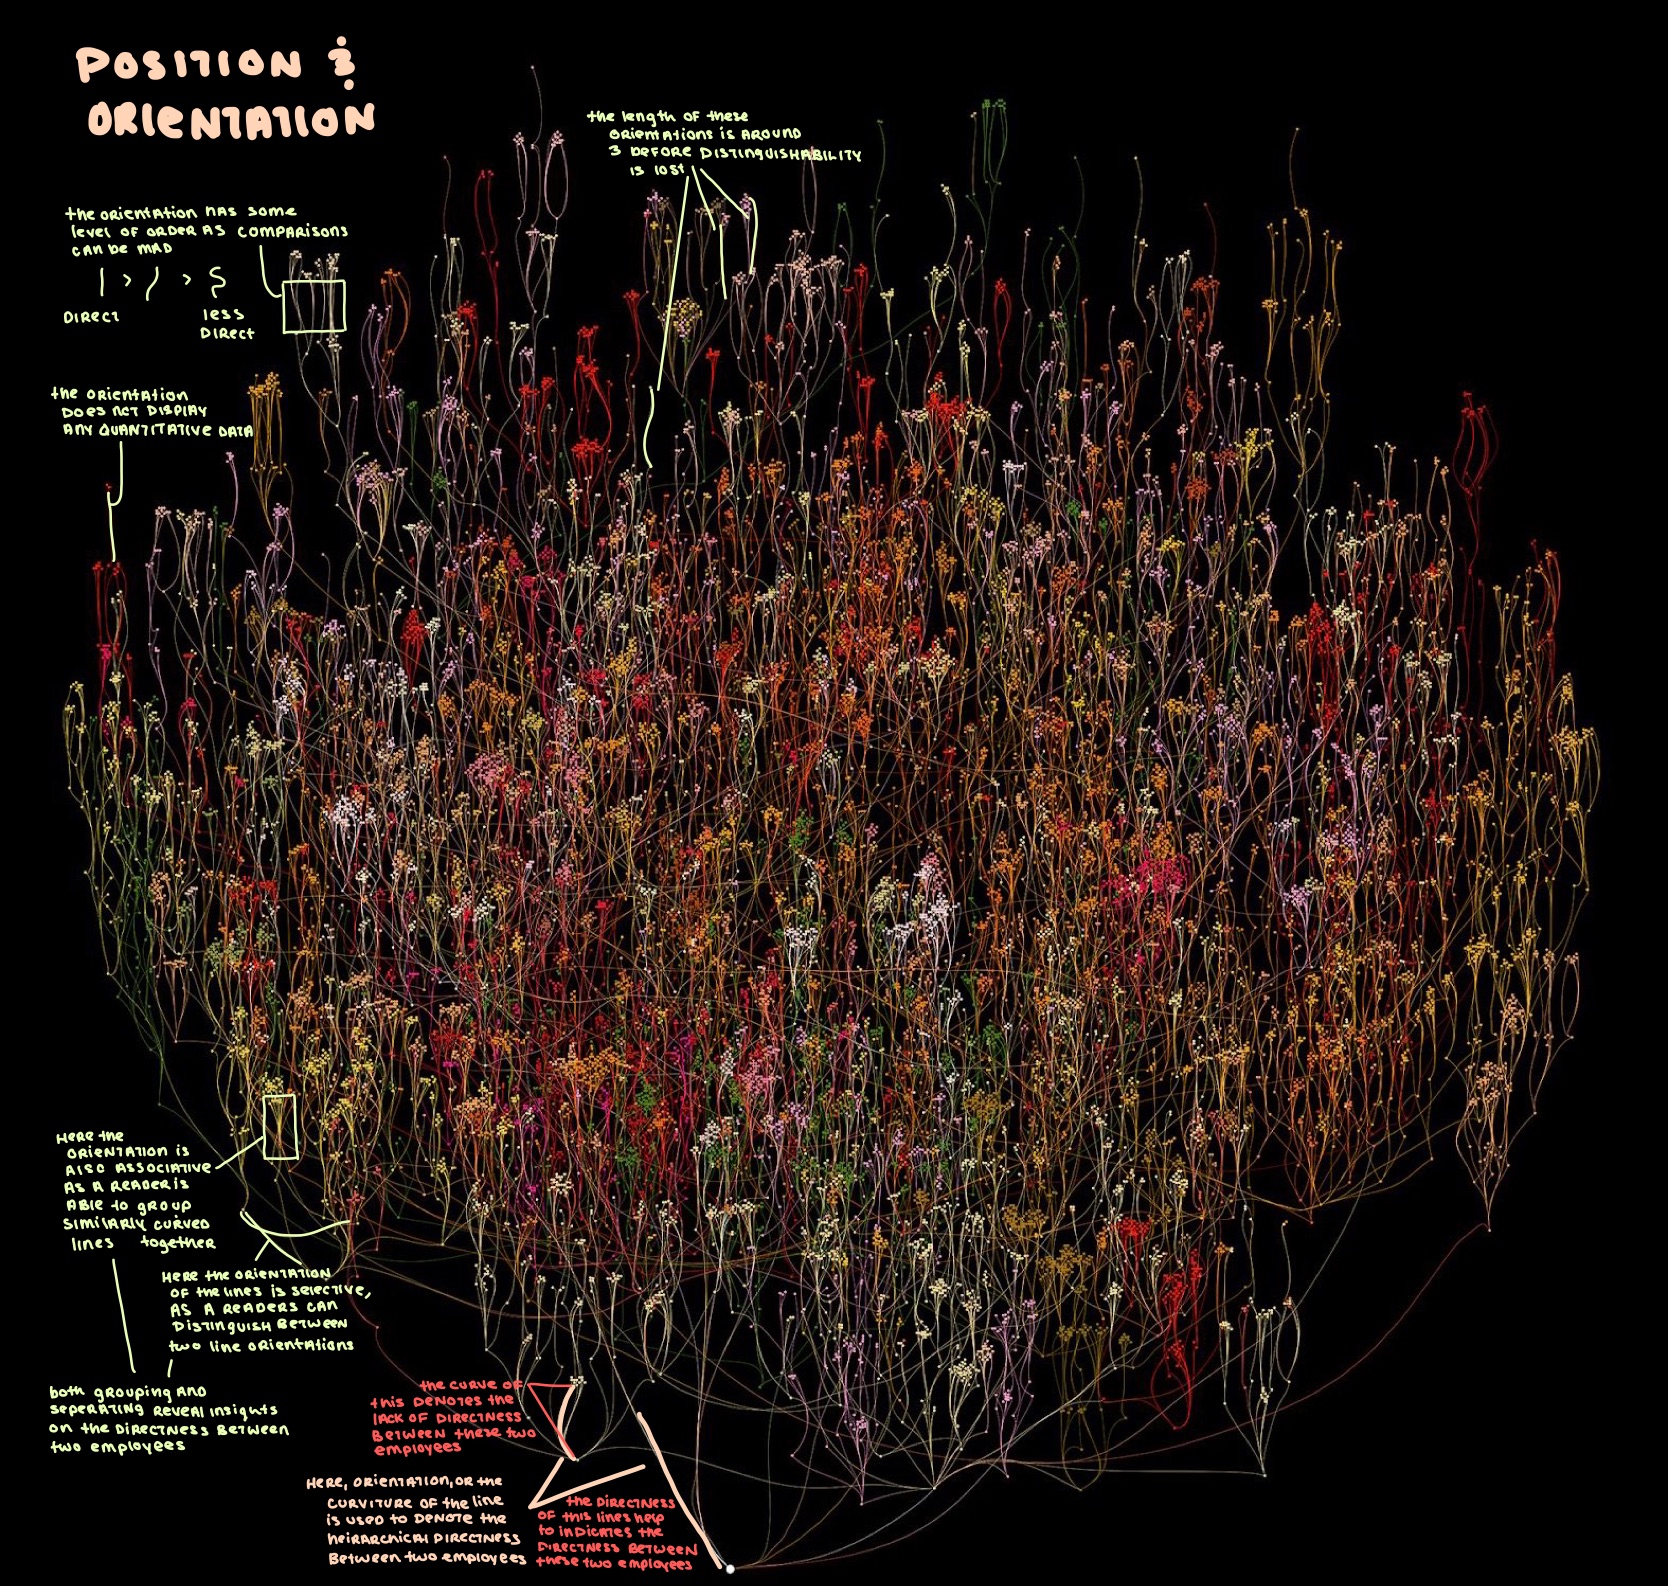 POSITION &
ORIENTATION
the length of these
ORIENTATIONS is AROUND
3 BEFORE DISTINGUISHABILITY
is lost
the ORIENTATION HAS some
level OF ORDER AS COMPARISONS
CAN be MAD
| > / > S
DIRECT
less
DIRECT
the ORIENTATION
DOES NOT DISPLAY
ANY QUANTITATIVE DATA
HERE the
ORIENTATION is
ALSO ASSOCIATIVE
AS A READER is
ABLE to group
SIMILARLY CURVED
lines together
HERE the ORIENTATION
OF the lines is selective,
AS A READERS CAN
DISTINGUISH BETWEEN
two line ORIENTATIONS
both grouping AND
SEPERATING REVEAL insights
on the DIRECTNESS BETWEEN
two employees
the CURVE OF
this DENOTES the
LACK OF DIRECTNESS
BETWEEN these two
employees
HERE, ORIENTATION, OR the
CURVITURE OF the line
is USED to DENOTE the
HEIRARCHICAL DIRECTNESS
BETWEEN two employees
the DIRECTNESS
OF this lines help
to INDICATES the
DIRECTNESS BETWEEN
these two employees